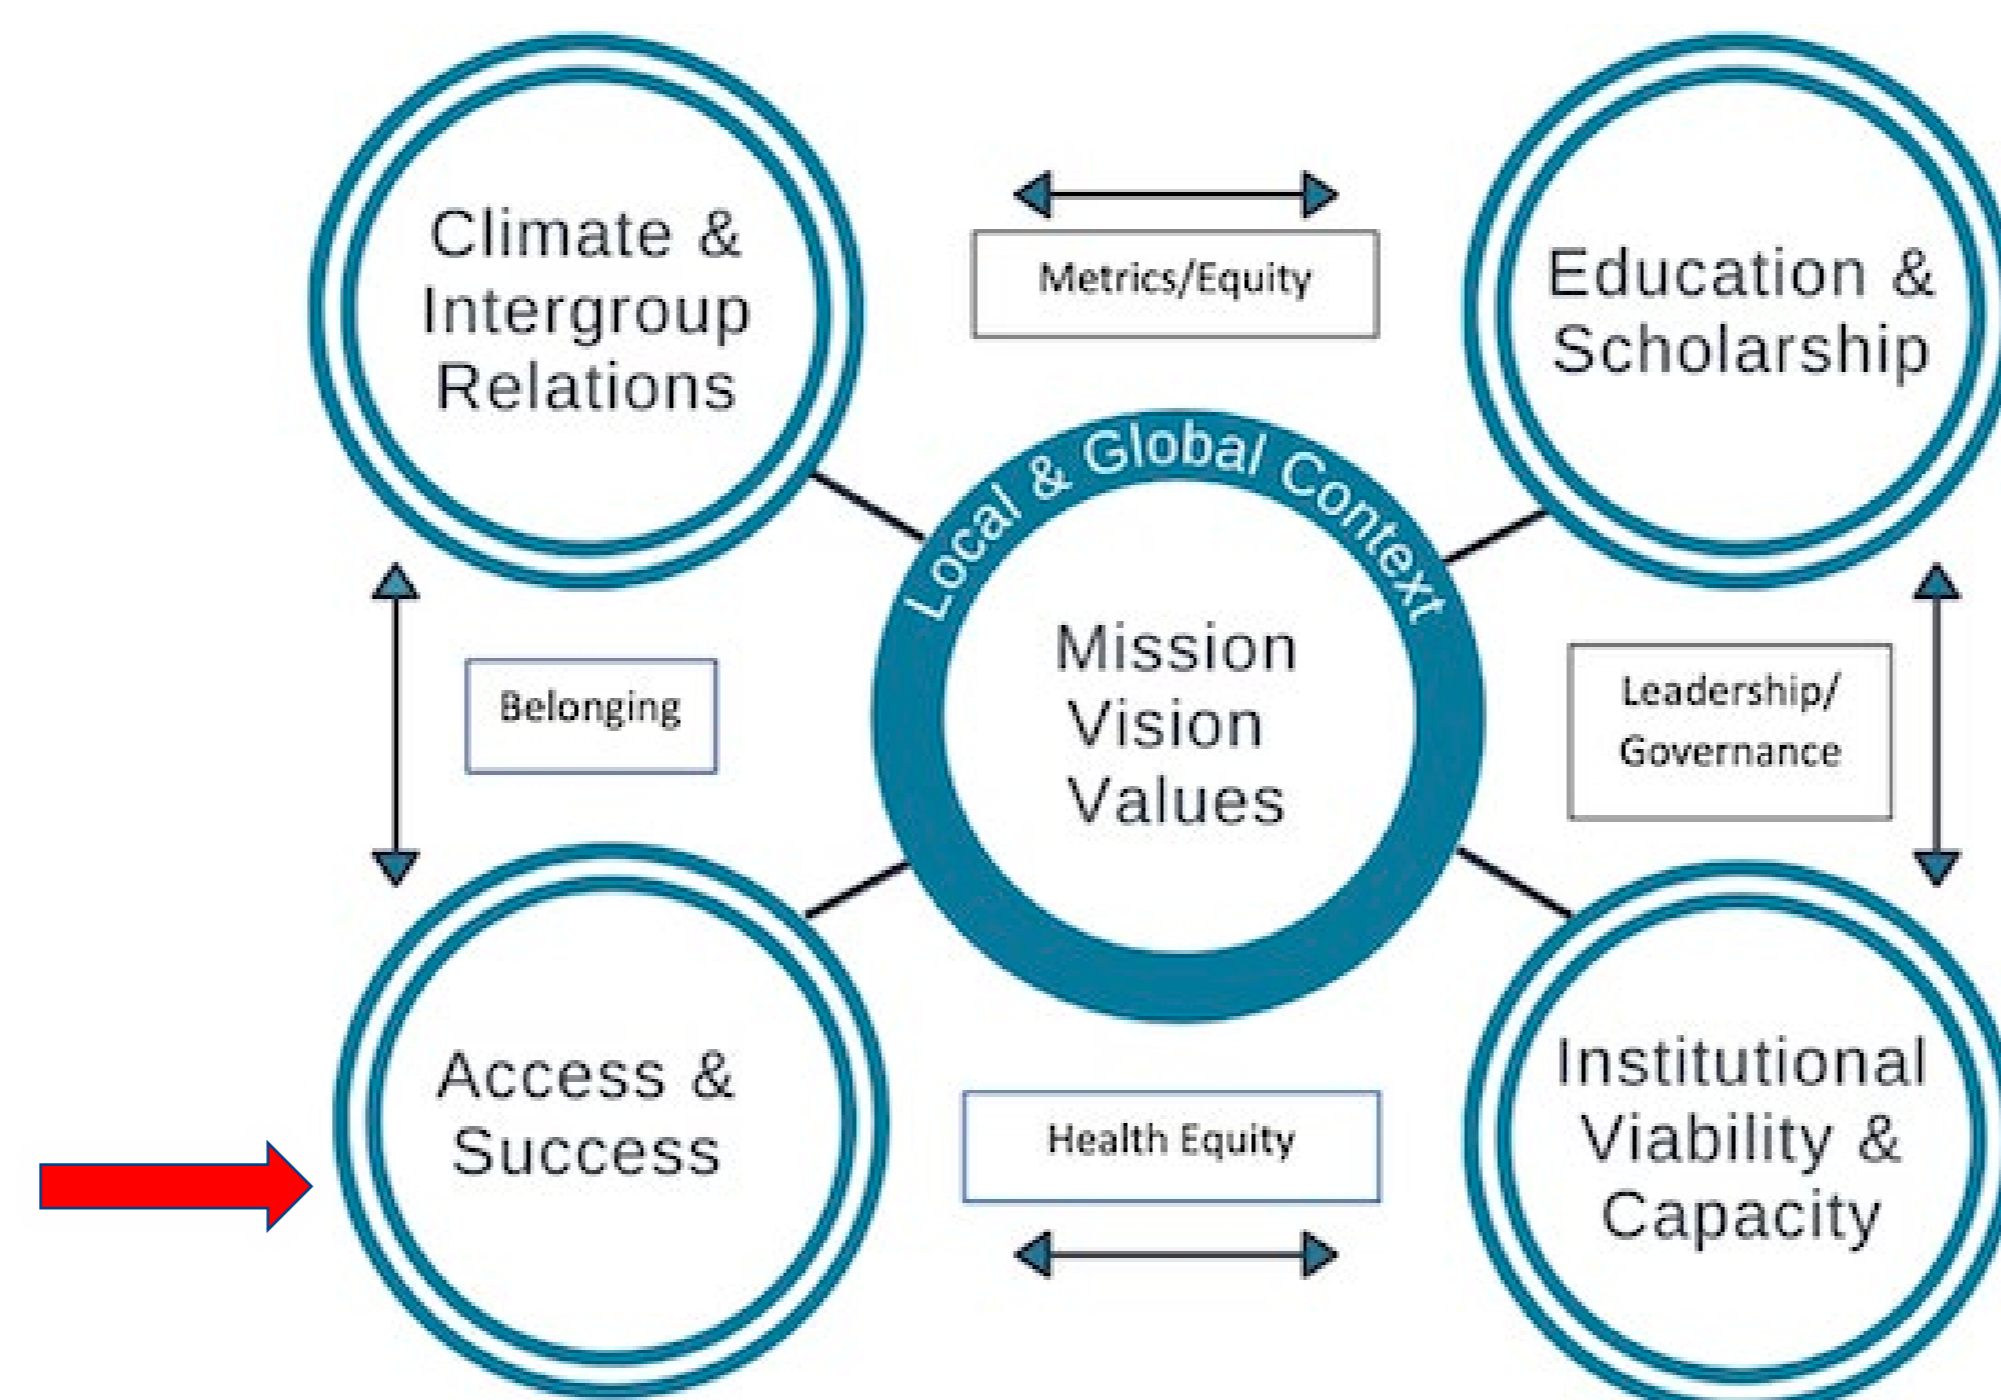 Climate &
Intergroup
Relations
Metrics/Equity
Education &
Scholarship
Local & Global Context
Mission
Vision
Values
Belonging
Leadership/
Governance
Access &
Success
Health Equity
Institutional
Viability &
Capacity